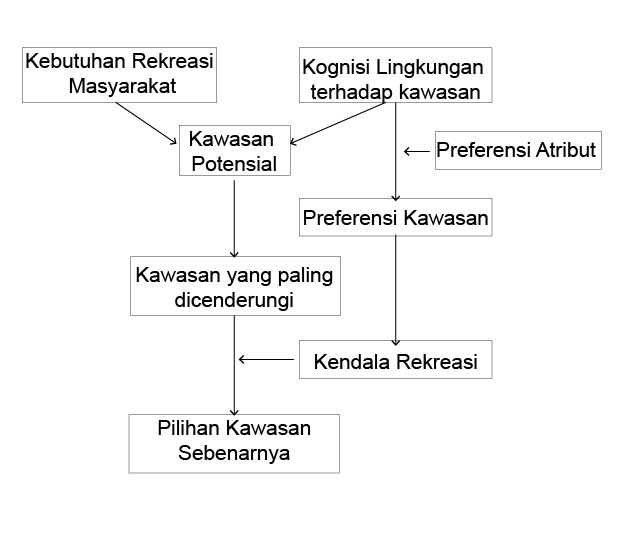 Kebutuhan Rekreasi
Masyarakat
Kognisi Lingkungan
terhadap kawasan
Kawasan
Potensial
Preferensi Atribut
Preferensi Kawasan
Kawasan yang paling
dicenderungi
Kendala Rekreasi
Pilihan Kawasan
Sebenarnya